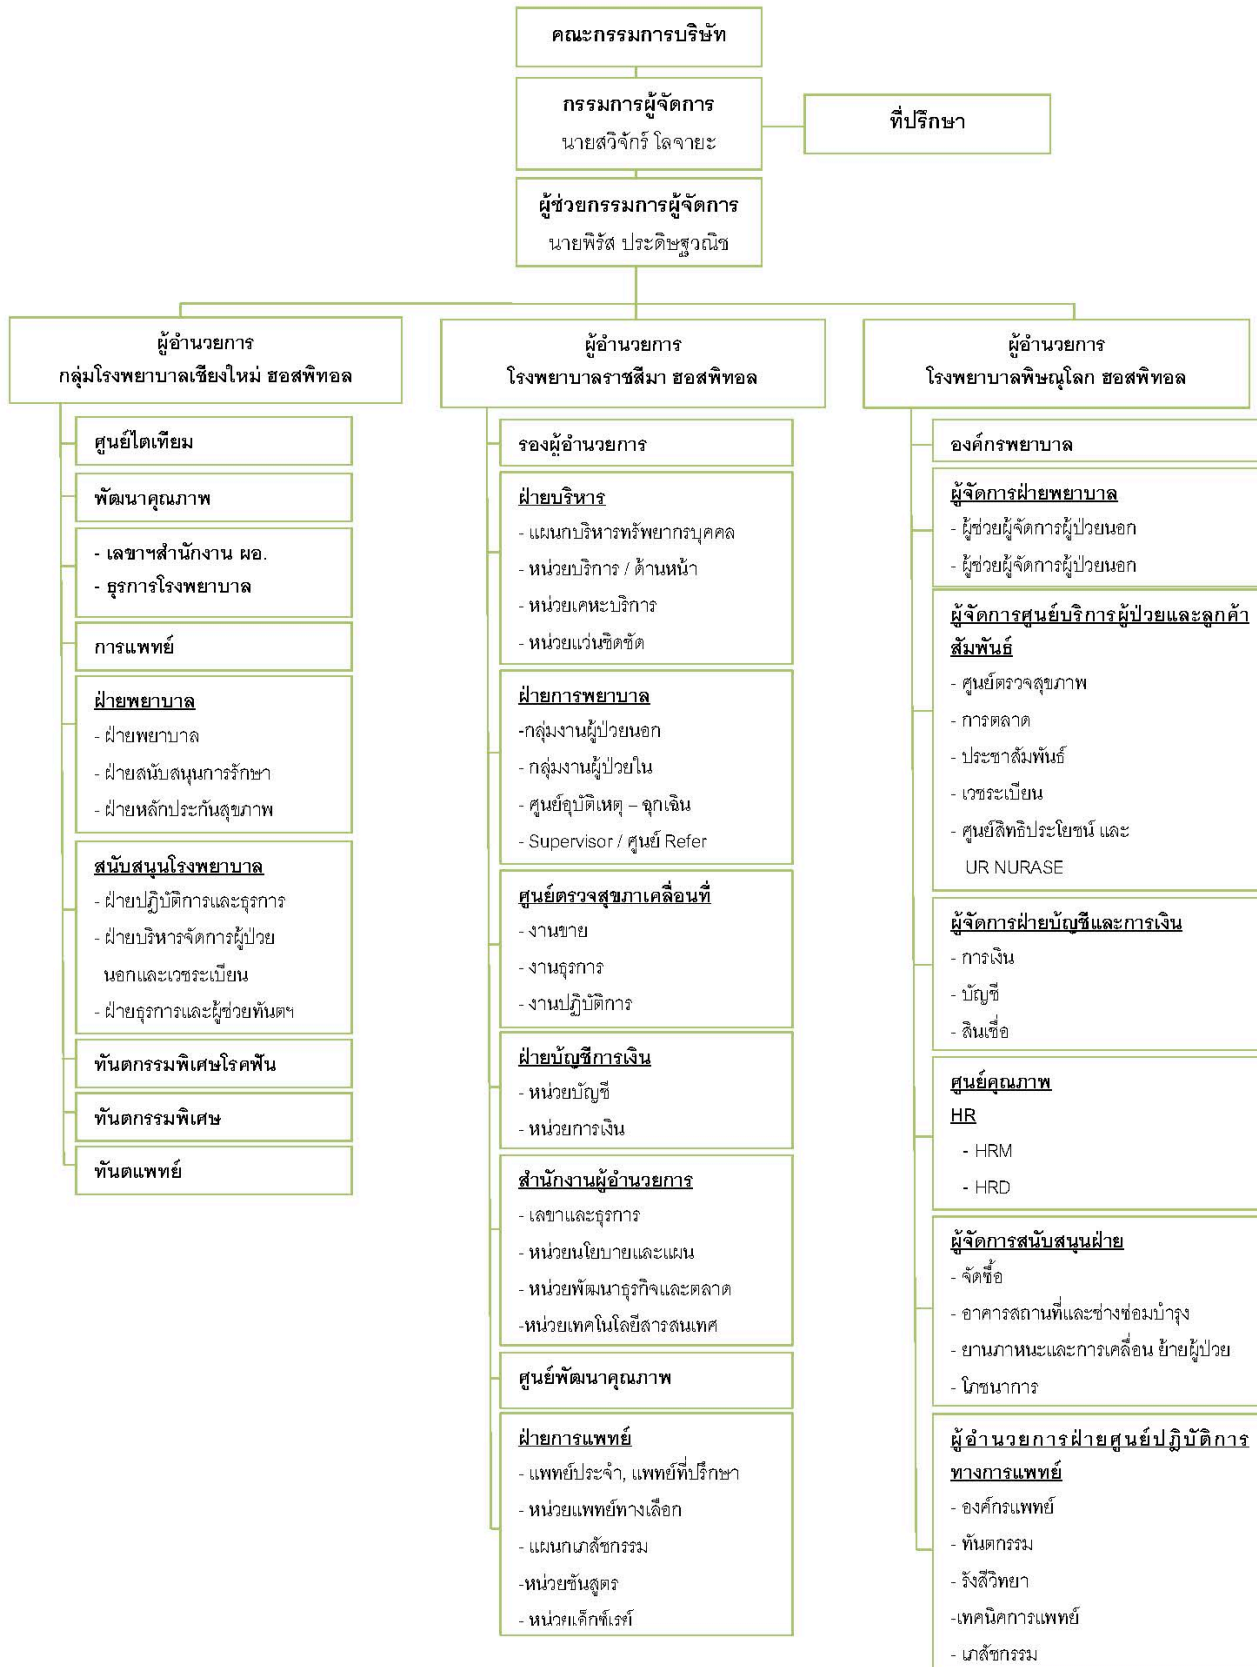 คณะกรรมการบริษัท
กรรมการผู้จัดการ
นายสวิจักร์ โลจายะ
ที่ปรึกษา
ผู้ช่วยกรรมการผู้จัดการ
นายพิรัส ประดิษฐวณิช
ผู้อำนวยการ
กลุ่มโรงพยาบาลเชียงใหม่ ฮอสพิทอล
ศูนย์ไตเทียม
พัฒนาคุณภาพ
- เลขาฯสำนักงาน ผอ.
- ธุรการโรงพยาบาล
การแพทย์
ฝ่ายพยาบาล
- ฝ่ายพยาบาล
- ฝ่ายสนับสนุนการรักษา
- ฝ่ายหลักประกันสุขภาพ
สนับสนุนโรงพยาบาล
- ฝ่ายปฏิบัติการและธุรการ
- ฝ่ายบริหารจัดการผู้ป่วย
นอกและเวชระเบียน
- ฝ่ายธุรการและผู้ช่วยทันตฯ
ทันตกรรมพิเศษโรคฟัน
ทันตกรรมพิเศษ
ทันตแพทย์
ผู้อำนวยการ
โรงพยาบาลราชสีมา ฮอสพิทอล
รองผู้อำนวยการ
ฝ่ายบริหาร
- แผนกบริหารทรัพยากรบุคคล
- หน่วยบริการ / ด้านหน้า
- หน่วยเคหะบริการ
- หน่วยแว่นชิดชัด
ฝ่ายการพยาบาล
-กลุ่มงานผู้ป่วยนอก
- กลุ่มงานผู้ป่วยใน
- ศูนย์อุบัติเหตุ – ฉุกเฉิน
- Supervisor / ศูนย์ Refer
ศูนย์ตรวจสุขภาเคลื่อนที่
- งานขาย
- งานธุรการ
- งานปฏิบัติการ
ฝ่ายบัญชีการเงิน
- หน่วยบัญชี
- หน่วยการเงิน
สำนักงานผู้อำนวยการ
- เลขาและธุรการ
- หน่วยนโยบายและแผน
- หน่วยพัฒนาธุรกิจและตลาด
-หน่วยเทคโนโลยีสารสนเทศ
ศูนย์พัฒนาคุณภาพ
ฝ่ายการแพทย์
- แพทย์ประจำ, แพทย์ที่ปรึกษา
- หน่วยแพทย์ทางเลือก
- แผนกเภสัชกรรม
-หน่วยชันสูตร
- หน่วยเอ็กซ์เรย์
ผู้อำนวยการ
โรงพยาบาลพิษณุโลก ฮอสพิทอล
องค์กรพยาบาล
ผู้จัดการฝ่ายพยาบาล
- ผู้ช่วยผู้จัดการผู้ป่วยนอก
- ผู้ช่วยผู้จัดการผู้ป่วยนอก
ผู้จัดการศูนย์บริการผู้ป่วยและลูกค้า
สัมพันธ์
- ศูนย์ตรวจสุขภาพ
- การตลาด
- ประชาสัมพันธ์
- เวชระเบียน
- ศูนย์สิทธิประโยชน์ และ
UR NURASE
ผู้จัดการฝ่ายบัญชีและการเงิน
- การเงิน
- บัญชี
- สินเชื่อ
ศูนย์คุณภาพ
HR
- HRM
- HRD
ผู้จัดการสนับสนุนฝ่าย
- จัดซื้อ
- อาคารสถานที่และช่างซ่อมบำรุง
- ยานภาหนะและการเคลื่อน ย้ายผู้ป่วย
- โภชนาการ
ผู้อำนวยการฝ่ายศูนย์ปฏิบัติการ
ทางการแพทย์
- องค์กรแพทย์
- ทันตกรรม
- รังสีวิทยา
-เทคนิคการแพทย์
- เภสัชกรรม